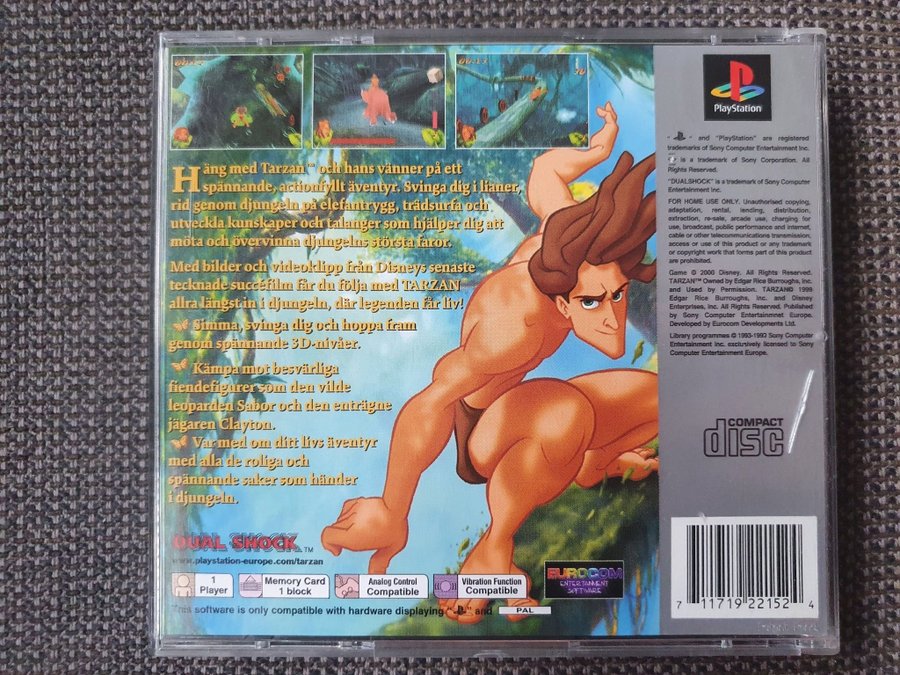 Häng med Tarzan™ och hans vänner på ett
spännande, actionfyllt äventyr. Svinga dig i lianer,
rid genom djungeln på elefantrygg, trädsurfa och
utveckla kunskaper och talanger som hjälper dig att
möta och övervinna djungelns största faror.
Med bilder och videoklipp från Disneys senaste
tecknade succéfilm får du följa med TARZAN
allra längst in i djungeln, där legenden får liv!
Simma, svinga dig och hoppa fram
genom spännande 3D-nivåer.
Kämpa mot besvärliga
fiendefigurer som den vilde
leoparden Sabor och den enträgne
jägaren Clayton.
Var med om ditt livs äventyr
med alla de roliga och
spännande saker som händer
i djungeln.
DUAL SHOCK™
www.playstation-europe.com/tarzan
1
Player
Memory Card
1 block
Analog Control
Compatible
Vibration Function
Compatible
EUROCOM
ENTERTAINMENT
SOFTWARE
This software is only compatible with hardware displaying " " and PAL
PlayStation
" " and "PlayStation" are registered
trademarks of Sony Computer Entertainment Inc.
is a trademark of Sony Corporation. All
Rights Reserved.
"DUALSHOCK" is a trademark of Sony Computer
Entertainment Inc.
FOR HOME USE ONLY. Unauthorised copying,
adaptation, rental, lending, distribution,
extraction, re-sale, arcade use, charging for
use, broadcast, public performance and internet,
cable or other telecommunications transmission,
access or use of this product or any trademark
or copyright work that forms part of this product
are prohibited.
Game © 2000 Disney. All Rights Reserved.
TARZAN™ Owned by Edgar Rice Burroughs, Inc.
and Used by Permission. TARZAN© 1999
Edgar Rice Burroughs, Inc. and Disney
Enterprises, Inc. All Rights Reserved. Published
by Sony Computer Entertainmnet Europe.
Developed by Eurocom Developments Ltd.
Library programmes © 1993-1999 Sony Computer
Entertainment Inc. exclusively licensed to Sony
Computer Entertainment Europe.
COMPACT
disc
7 11719 22152 4